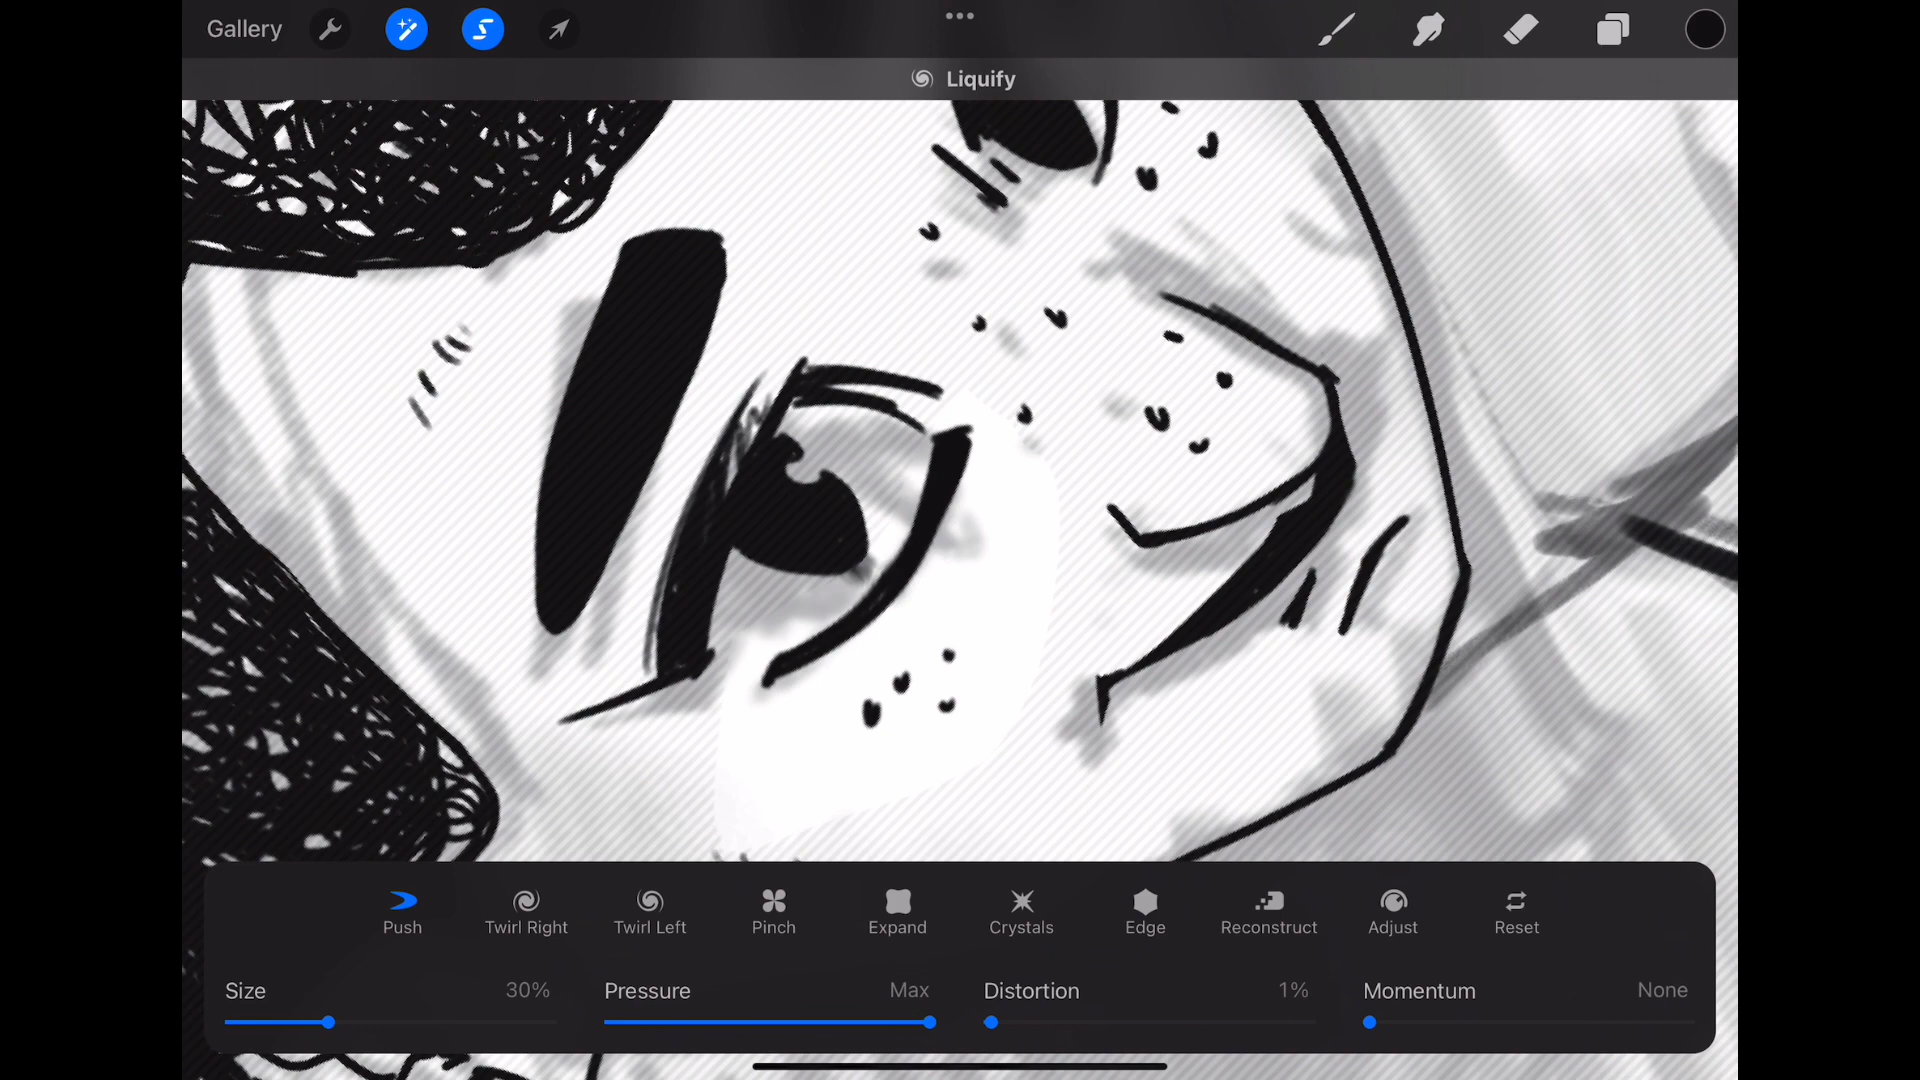 Gallery
Liquify
Push Twirl Right Twirl Left Pinch Expand Crystals Edge Reconstruct Adjust Reset
Size 30% Pressure Max Distortion 1% Momentum None